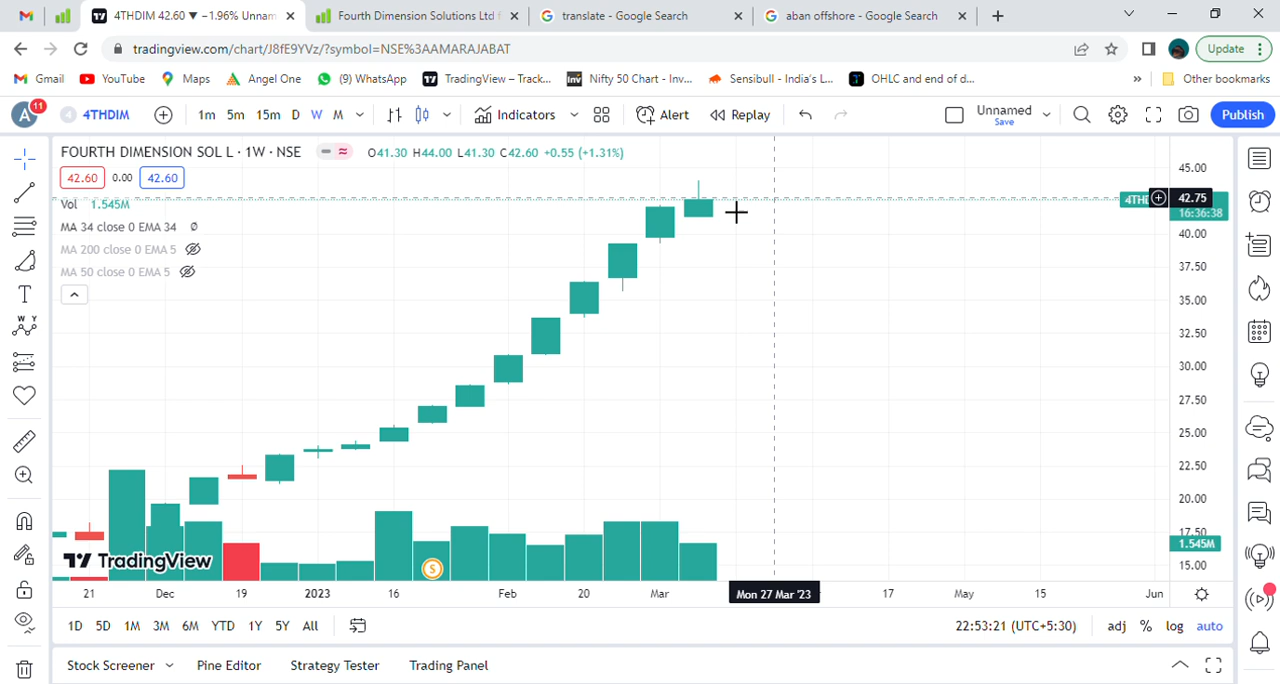 4THDIM 42.60 ▼ −1.96% Unnam
Fourth Dimension Solutions Ltd f
translate - Google Search
aban offshore - Google Search
tradingview.com/chart/J8fE9YVz/?symbol=NSE%3AAMARAJABAT
Update
Gmail
YouTube
Maps
Angel One
(9) WhatsApp
TradingView – Track...
Nifty 50 Chart - Inv...
Sensibull - India's L...
OHLC and end of d...
»
Other bookmarks
A 11
4
4THDIM
1m 5m 15m D W M
Indicators
Alert
Replay
Unnamed
Save
Publish
FOURTH DIMENSION SOL L · 1W · NSE
O41.30 H44.00 L41.30 C42.60 +0.55 (+1.31%)
42.60 0.00 42.60
Vol 1.545M
MA 34 close 0 EMA 34 Ø
MA 200 close 0 EMA 5
MA 50 close 0 EMA 5
45.00
4THD
42.75
16:36:38
40.00
37.50
35.00
32.50
30.00
27.50
25.00
22.50
20.00
17.50
1.545M
15.00
TradingView
S
21 Dec 19 2023 16 Feb 20 Mar Mon 27 Mar '23 17 May 15 Jun
1D 5D 1M 3M 6M YTD 1Y 5Y All
22:53:21 (UTC+5:30)
adj % log auto
Stock Screener
Pine Editor
Strategy Tester
Trading Panel